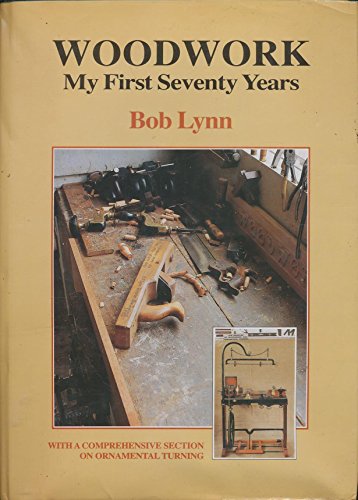 WOODWORK
My First Seventy Years
Bob Lynn
WITH A COMPREHENSIVE SECTION
ON ORNAMENTAL TURNING